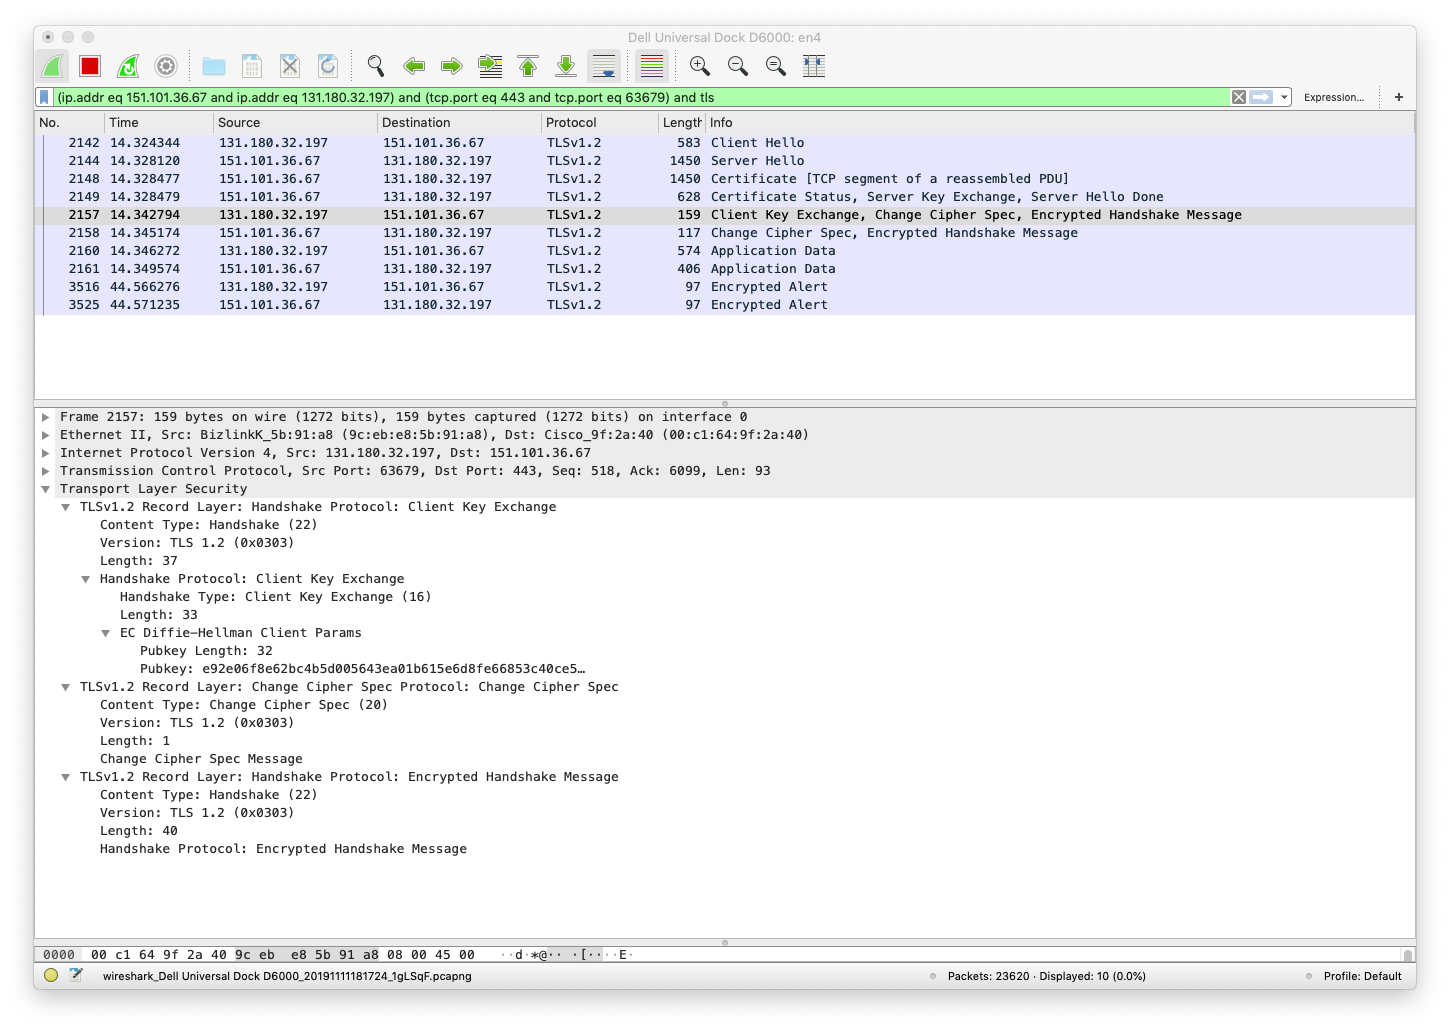 Dell Universal Dock D6000: en4
(ip.addr eq 151.101.36.67 and ip.addr eq 131.180.32.197) and (tcp.port eq 443 and tcp.port eq 63679) and tls Expression... +
No. Time Source Destination Protocol Length Info
2142 14.324344 131.180.32.197 151.101.36.67 TLSv1.2 583 Client Hello
2144 14.328120 151.101.36.67 131.180.32.197 TLSv1.2 1450 Server Hello
2148 14.328477 151.101.36.67 131.180.32.197 TLSv1.2 1450 Certificate [TCP segment of a reassembled PDU]
2149 14.328479 151.101.36.67 131.180.32.197 TLSv1.2 628 Certificate Status, Server Key Exchange, Server Hello Done
2157 14.342794 131.180.32.197 151.101.36.67 TLSv1.2 159 Client Key Exchange, Change Cipher Spec, Encrypted Handshake Message
2158 14.345174 151.101.36.67 131.180.32.197 TLSv1.2 117 Change Cipher Spec, Encrypted Handshake Message
2160 14.346272 131.180.32.197 151.101.36.67 TLSv1.2 574 Application Data
2161 14.349574 151.101.36.67 131.180.32.197 TLSv1.2 406 Application Data
3516 44.566276 131.180.32.197 151.101.36.67 TLSv1.2 97 Encrypted Alert
3525 44.571235 151.101.36.67 131.180.32.197 TLSv1.2 97 Encrypted Alert
Frame 2157: 159 bytes on wire (1272 bits), 159 bytes captured (1272 bits) on interface 0
Ethernet II, Src: BizlinkK_5b:91:a8 (9c:eb:e8:5b:91:a8), Dst: Cisco_9f:2a:40 (00:c1:64:9f:2a:40)
Internet Protocol Version 4, Src: 131.180.32.197, Dst: 151.101.36.67
Transmission Control Protocol, Src Port: 63679, Dst Port: 443, Seq: 518, Ack: 6099, Len: 93
Transport Layer Security
TLSv1.2 Record Layer: Handshake Protocol: Client Key Exchange
Content Type: Handshake (22)
Version: TLS 1.2 (0x0303)
Length: 37
Handshake Protocol: Client Key Exchange
Handshake Type: Client Key Exchange (16)
Length: 33
EC Diffie-Hellman Client Params
Pubkey Length: 32
Pubkey: e92e06f8e62bc4b5d005643ea01b615e6d8fe66853c40ce5…
TLSv1.2 Record Layer: Change Cipher Spec Protocol: Change Cipher Spec
Content Type: Change Cipher Spec (20)
Version: TLS 1.2 (0x0303)
Length: 1
Change Cipher Spec Message
TLSv1.2 Record Layer: Handshake Protocol: Encrypted Handshake Message
Content Type: Handshake (22)
Version: TLS 1.2 (0x0303)
Length: 40
Handshake Protocol: Encrypted Handshake Message
0000 00 c1 64 9f 2a 40 9c eb e8 5b 91 a8 08 00 45 00 ··d·*@·· ·[····E·
wireshark_Dell Universal Dock D6000_20191111181724_1gLSqF.pcapng Packets: 23620 · Displayed: 10 (0.0%) Profile: Default